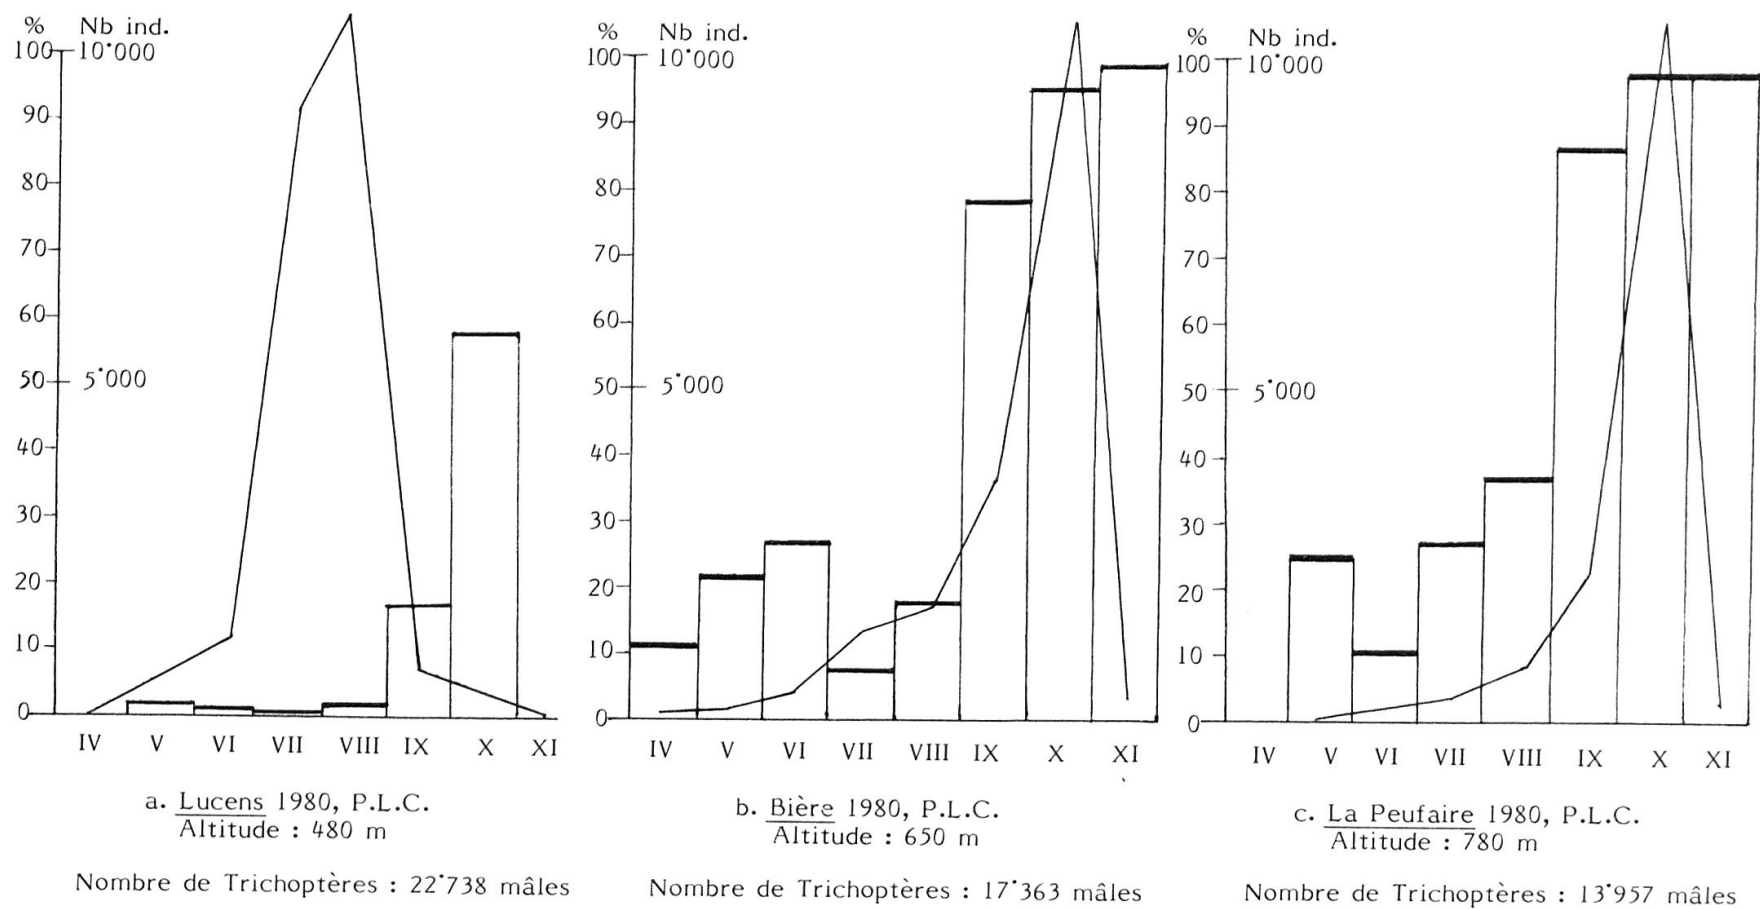 % Nb ind.
100 10'000
90
80
70
60
50 5'000
40
30
20
10
0
IV V VI VII VIII IX X XI
a. Lucens 1980, P.L.C.
Altitude : 480 m
Nombre de Trichoptères : 22'738 mâles
% Nb ind.
100 10'000
90
80
70
60
50 5'000
40
30
20
10
0
IV V VI VII VIII IX X XI
b. Bière 1980, P.L.C.
Altitude : 650 m
Nombre de Trichoptères : 17'363 mâles
% Nb ind.
100 10'000
90
80
70
60
50 5'000
40
30
20
10
0
IV V VI VII VIII IX X XI
c. La Peufaire 1980, P.L.C.
Altitude : 780 m
Nombre de Trichoptères : 13'957 mâles